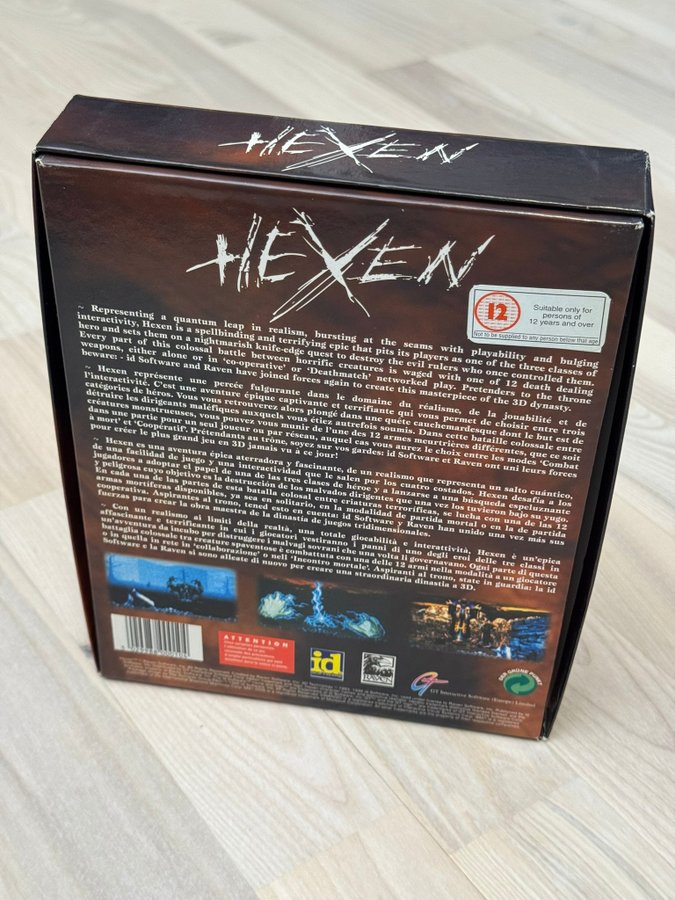 HEXEN
HEXEN
12
Suitable only for
persons of
12 years and over
Not to be supplied to any person below that age
~ Representing a quantum leap in realism, bursting at the seams with playability and bulging
interactivity, Hexen is a spellbinding and terrifying epic that pits its players as one of the three classes of
hero and sets them on a nightmarish knife-edge quest to destroy the evil rulers who once controlled them.
Every part of this colossal battle between horrific creatures is waged with one of 12 death dealing
weapons, either alone or in 'co-operative' or 'Deathmatch' networked play. Pretenders to the throne
beware: - id Software and Raven have joined forces again to create this masterpiece of the 3D dynasty.
~ Hexen représente une percée fulgurante dans le domaine du réalisme, de la jouabilité et de
l'interactivité. C'est une aventure épique captivante et terrifiante qui vous permet de choisir entre trois
catégories de héros. Vous vous retrouverez alors plongé dans une quête cauchemardesque dont le but est de
détruire les dirigeants maléfiques auxquels vous étiez autrefois soumis. Dans cette bataille colossale entre
créatures monstrueuses, vous pouvez vous munir de l'une des 12 armes meurtrières différentes, que ce soit
dans une partie pour un seul joueur ou par réseau, auquel cas vous aurez le choix entre les modes 'Combat
à mort' et 'Coopératif'. Prétendants au trône, soyez sur vos gardes: id Software et Raven ont uni leurs forces
pour créer le plus grand jeu en 3D jamais vu à ce jour!
~ Hexen es una aventura épica aterradora y fascinante, de un realismo que representa un salto cuántico,
de una facilidad de juego y una interactividad que le salen por los cuatro costados. Hexen desafía a los
jugadores a adoptar el papel de una de las tres clases de héroe y a lanzarse a una búsqueda espeluznante
y peligrosa cuyo objetivo es la destrucción de los malvados dirigentes que una vez los tuvieron bajo su yugo.
En cada una de las partes de esta batalla colosal entre criaturas terroríficas, se lucha con una de las 12
armas mortales disponibles, ya sea en solitario, en la modalidad de partida mortal o en la de partida
cooperativa. Aspirantes al trono, tened esto en cuenta: id Software y Raven han unido una vez más sus
fuerzas para crear la obra maestra de la dinastía de juegos tridimensionales.
~ Con un realismo ai limiti della realtà, una totale giocabilità e interattività, Hexen è un'epica
affascinante e terrificante in cui i giocatori vestiranno i panni di uno degli eroi delle tre classi in
un'avventura da incubo per distruggere i malvagi sovrani che una volta li governavano. Ogni parte di questa
battaglia colossale tra creature spaventose è combattuta con una delle 12 armi nella modalità a un giocatore
o in quella in rete in 'collaborazione' o nell' 'Incontro mortale'. Aspiranti al trono, state in guardia: la id
Software e la Raven si sono alleate di nuovo per creare una straordinaria dinastia a 3D.
ATTENTION
id
RAVEN
GT
GT Interactive Software (Europe) Limited
DER GRÜNE PUNKT